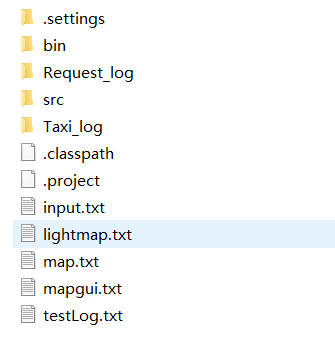 .settings
bin
Request_log
src
Taxi_log
.classpath
.project
input.txt
lightmap.txt
map.txt
mapgui.txt
testLog.txt